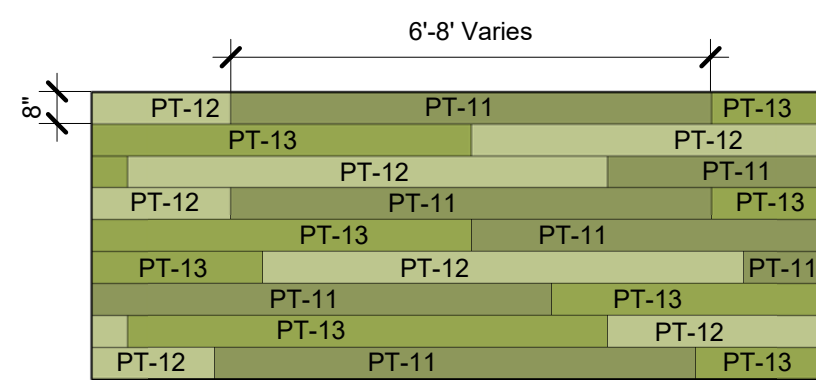 6'-8' Varies
8"
PT-12 PT-11 PT-13
PT-13 PT-12
PT-12 PT-11
PT-12 PT-11 PT-13
PT-13 PT-11
PT-13 PT-12 PT-11
PT-11 PT-13
PT-13 PT-12
PT-12 PT-11 PT-13